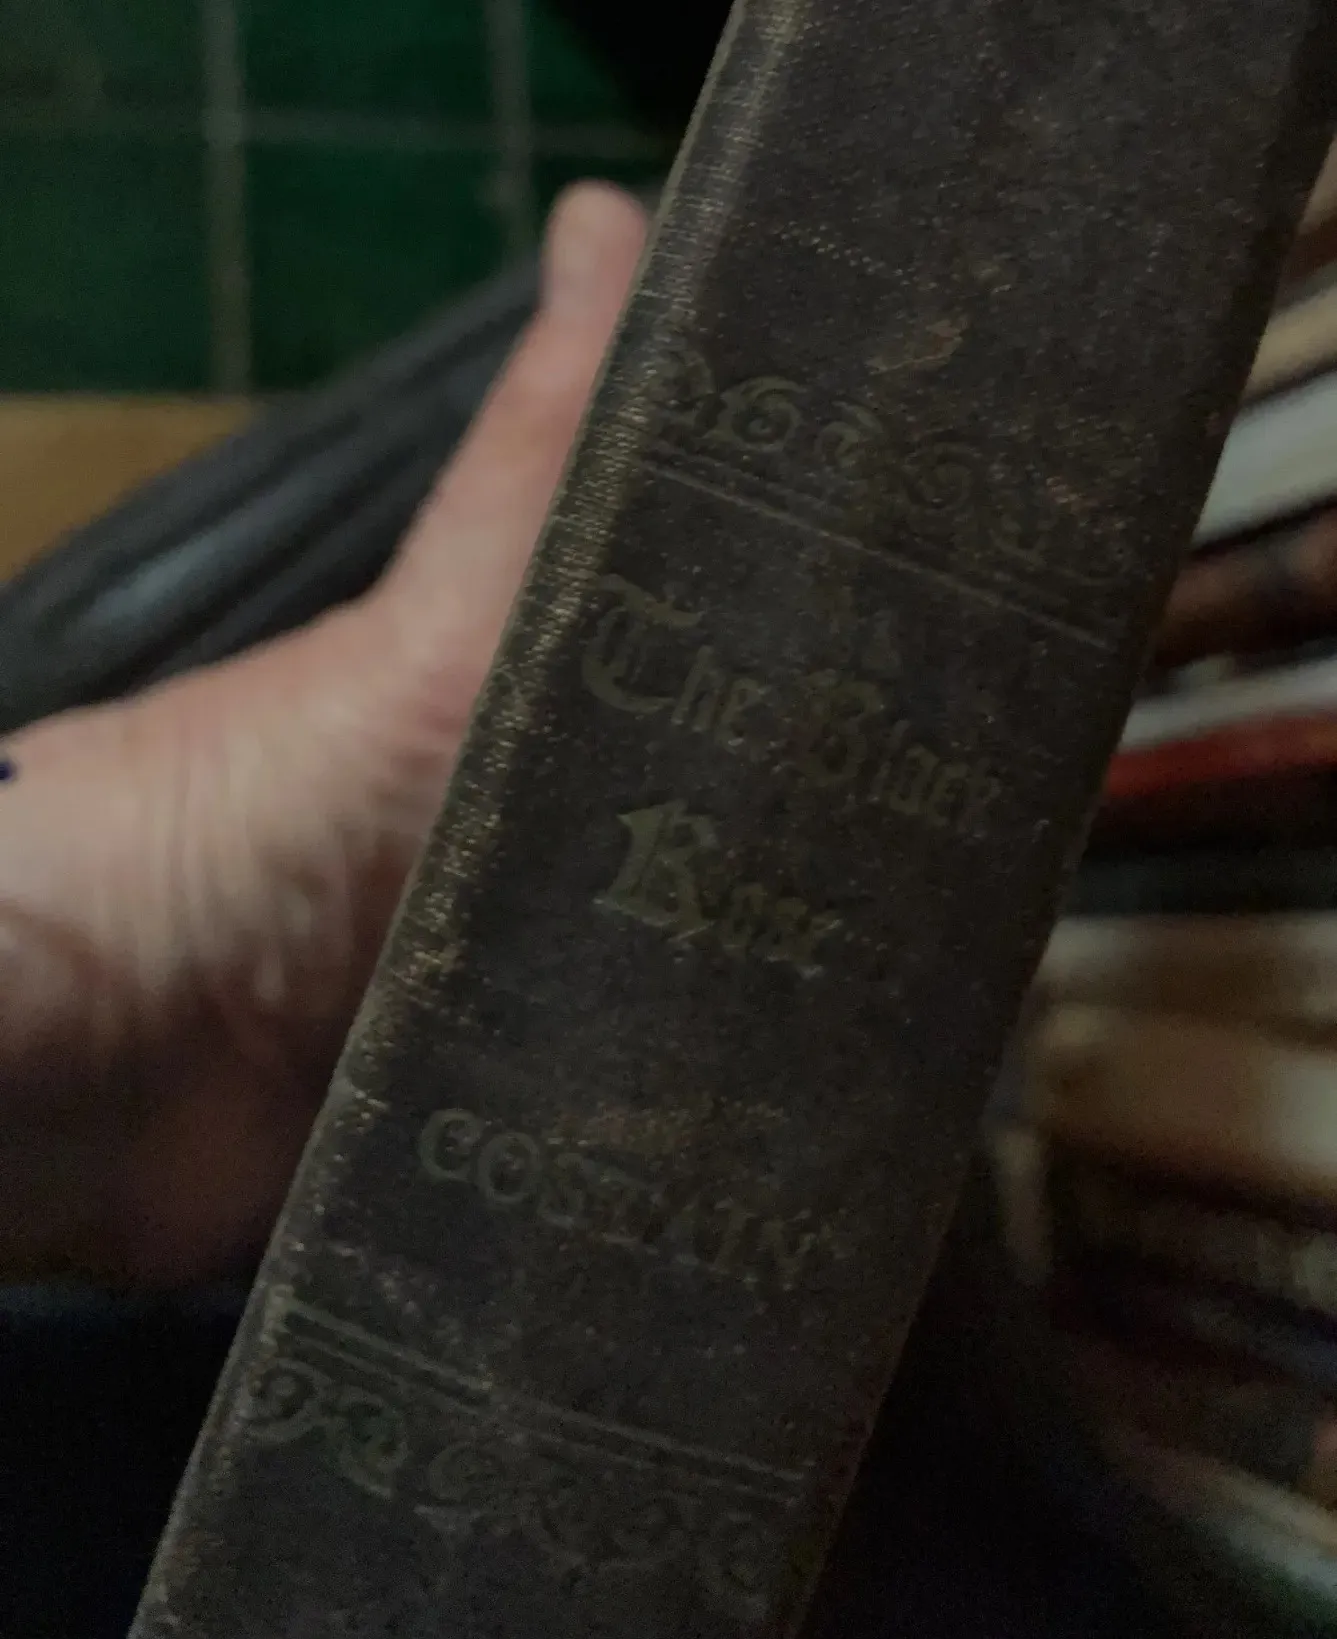 The Black
Rose
COSTAIN